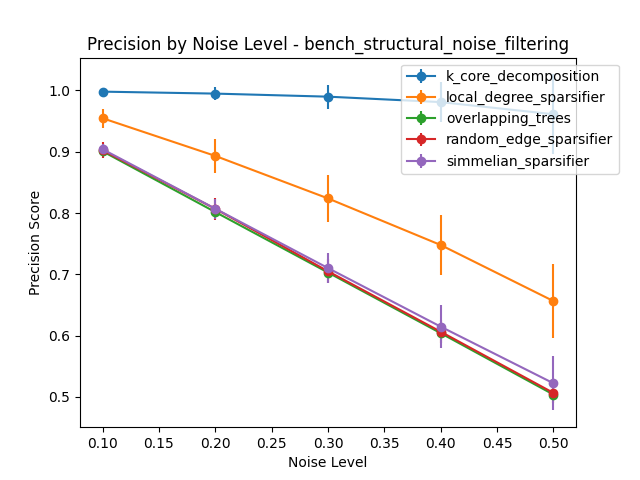 Precision by Noise Level - bench_structural_noise_filtering
k_core_decomposition
local_degree_sparsifier
overlapping_trees
random_edge_sparsifier
simmelian_sparsifier
Precision Score
1.0
0.9
0.8
0.7
0.6
0.5
0.10 0.15 0.20 0.25 0.30 0.35 0.40 0.45 0.50
Noise Level